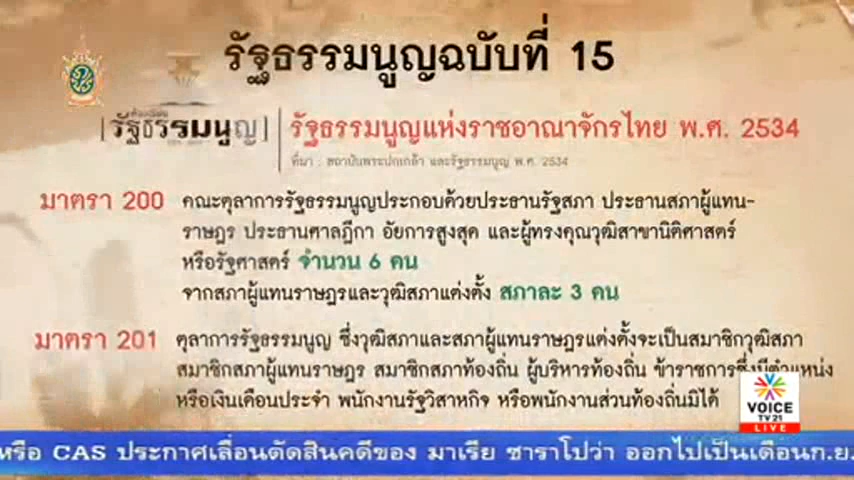 รัฐธรรมนูญฉบับที่ 15
[รัฐธรรมนูญ]
รัฐธรรมนูญแห่งราชอาณาจักรไทย พ.ศ. 2534
ที่มา : สถาบันพระปกเกล้า และรัฐธรรมนูญ พ.ศ. 2534
มาตรา 200 คณะตุลาการรัฐธรรมนูญประกอบด้วยประธานรัฐสภา ประธานสภาผู้แทน-
ราษฎร ประธานศาลฎีกา อัยการสูงสุด และผู้ทรงคุณวุฒิสาขานิติศาสตร์
หรือรัฐศาสตร์ จำนวน 6 คน
จากสภาผู้แทนราษฎรและวุฒิสภาแต่งตั้ง สภาละ 3 คน
มาตรา 201 ตุลาการรัฐธรรมนูญ ซึ่งวุฒิสภาและสภาผู้แทนราษฎรแต่งตั้งจะเป็นสมาชิกวุฒิสภา
สมาชิกสภาผู้แทนราษฎร สมาชิกสภาท้องถิ่น ผู้บริหารท้องถิ่น ข้าราชการซึ่งมีตำแหน่ง
หรือเงินเดือนประจำ พนักงานรัฐวิสาหกิจ หรือพนักงานส่วนท้องถิ่นมิได้
VOICE
TV 21
LIVE
หรือ CAS ประกาศเลื่อนตัดสินคดีของ มาเรีย ชาราโปว่า ออกไปเป็นเดือนก.ย.